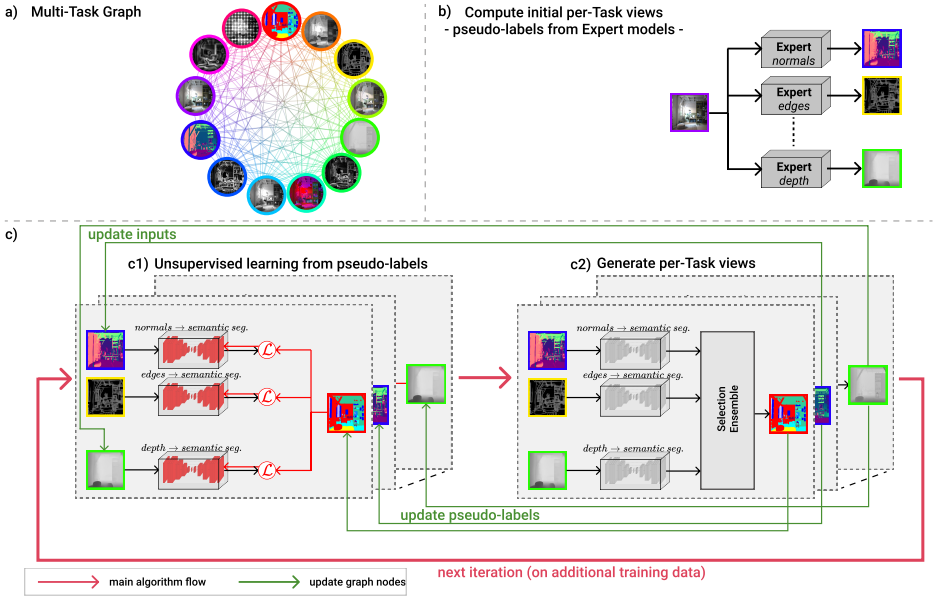 a) Multi-Task Graph
b) Compute initial per-Task views
- pseudo-labels from Expert models -
Expert
normals
Expert
edges
Expert
depth
c)
update inputs
c1) Unsupervised learning from pseudo-labels
normals → semantic seg.
ℒ
edges → semantic seg.
ℒ
depth → semantic seg.
ℒ
c2) Generate per-Task views
normals → semantic seg.
edges → semantic seg.
depth → semantic seg.
Selection
Ensemble
update pseudo-labels
next iteration (on additional training data)
main algorithm flow
update graph nodes